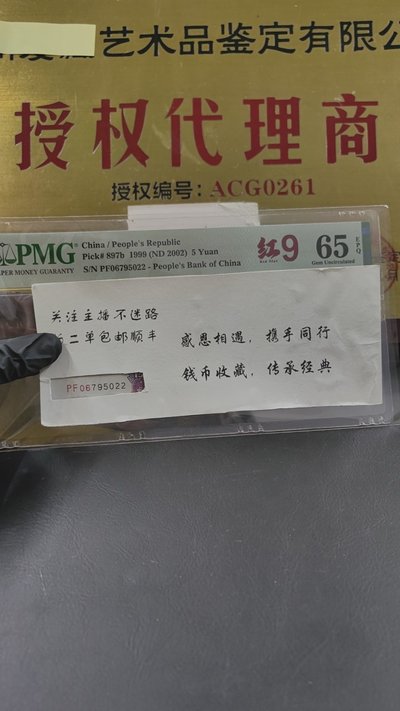 艺术品鉴定有限公
授权代理商
授权编号：ACG0261
PMG
PAPER MONEY GUARANTY
China / People's Republic
Pick# 897b 1999 (ND 2002) 5 Yuan
S/N PF06795022 - People's Bank of China
红9
65 EPQ
Gem Uncirculated
关注主播不迷路
二单包邮顺丰
感恩相遇，携手同行
钱币收藏，传承经典
PF06795022